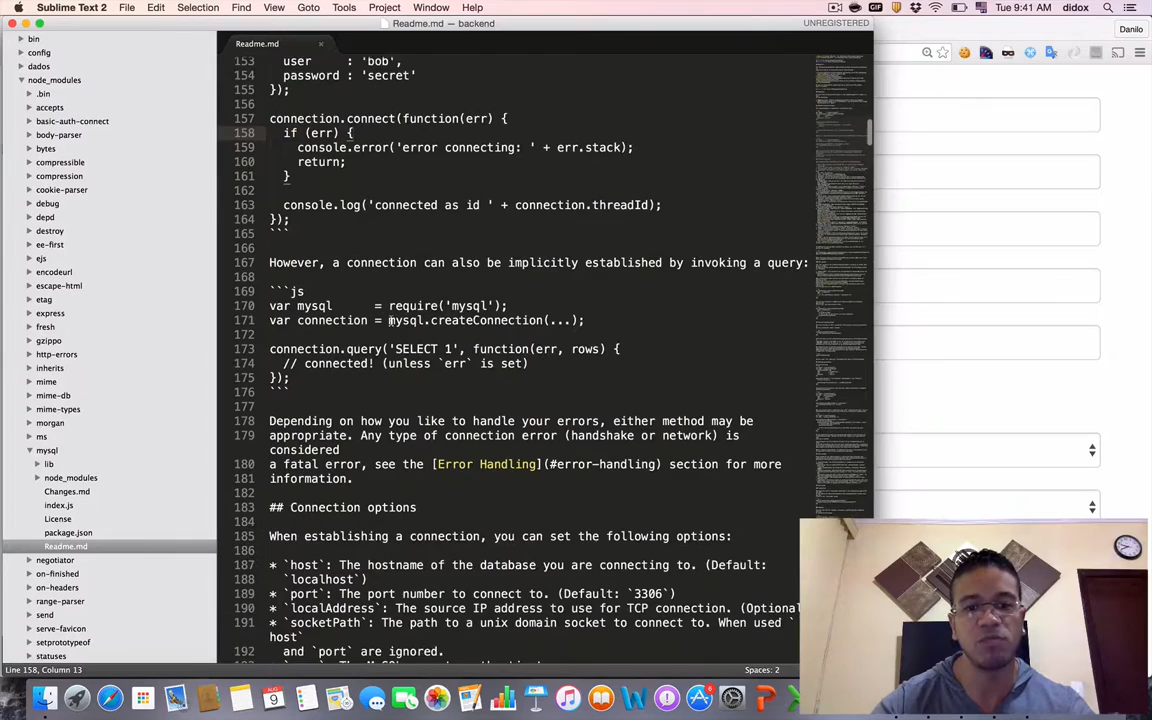 Sublime Text 2 File Edit Selection Find View Goto Tools Project Window Help
GIF Tue 9:41 AM didox
Readme.md — backend
UNREGISTERED
Danilo
bin
config
dados
node_modules
.bin
accepts
basic-auth-connect
body-parser
bytes
compressible
compression
cookie-parser
debug
depd
destroy
ee-first
ejs
encodeurl
escape-html
etag
express
fresh
gzippo
http-errors
inherits
mime
mime-db
mime-types
morgan
ms
mysql
lib
node_modules
Changes.md
index.js
License
package.json
Readme.md
negotiator
on-finished
on-headers
range-parser
send
serve-favicon
setprototypeof
statuses
Readme.md ×
153 user : 'bob',
154 password : 'secret'
155 });
156
157 connection.connect(function(err) {
158 if (err) {
159 console.error('error connecting: ' + err.stack);
160 return;
161 }
162
163 console.log('connected as id ' + connection.threadId);
164 });
165 ```
166
167 However, a connection can also be implicitly established by invoking a query:
168
169 ```js
170 var mysql = require('mysql');
171 var connection = mysql.createConnection(...);
172
173 connection.query('SELECT 1', function(err, rows) {
174 // connected! (unless `err` is set)
175 });
176 ```
177
178 Depending on how you like to handle your errors, either method may be
179 appropriate. Any type of connection error (handshake or network) is
considered
180 a fatal error, see the [Error Handling](#error-handling) section for more
181 information.
182
183 ## Connection options
184
185 When establishing a connection, you can set the following options:
186
187 * `host`: The hostname of the database you are connecting to. (Default:
188 `localhost`)
189 * `port`: The port number to connect to. (Default: `3306`)
190 * `localAddress`: The source IP address to use for TCP connection. (Optiona
191 * `socketPath`: The path to a unix domain socket to connect to. When used `
host`
192 and `port` are ignored.
Line 158, Column 13
Spaces: 2